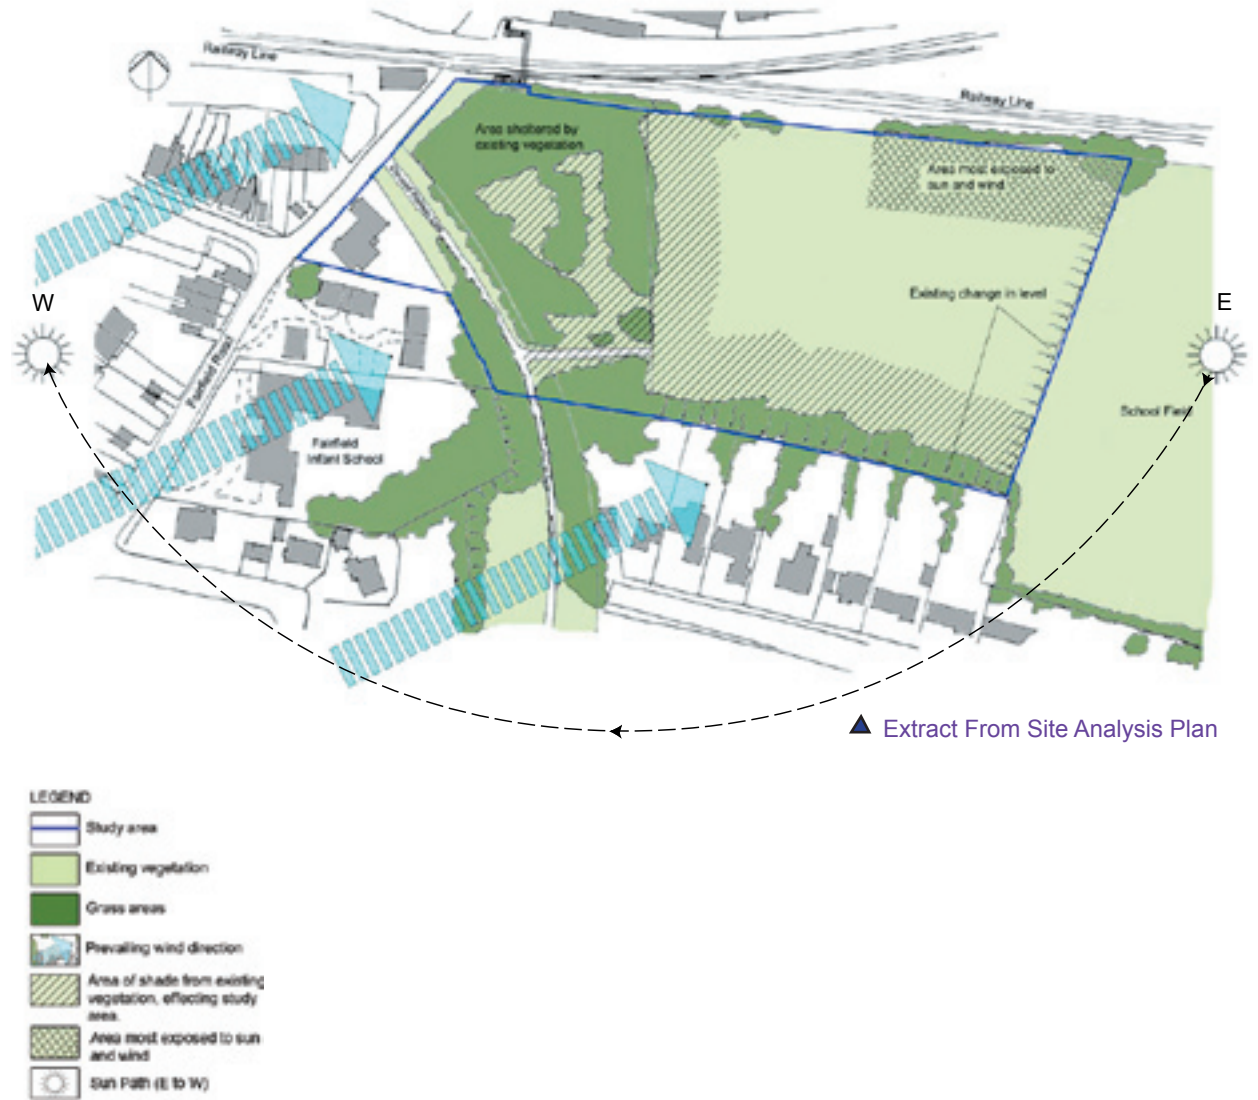 Railway Line
Railway Line
Area sheltered by
existing vegetation
Area most exposed to
sun and wind
W
E
Existing change in level
Fairfield Road
School Field
Fairfield
Infant School
Extract From Site Analysis Plan
LEGEND
Study area
Existing vegetation
Grass areas
Prevailing wind direction
Area of shade from existing
vegetation, effecting study
area.
Area most exposed to sun
and wind
Sun Path (E to W)